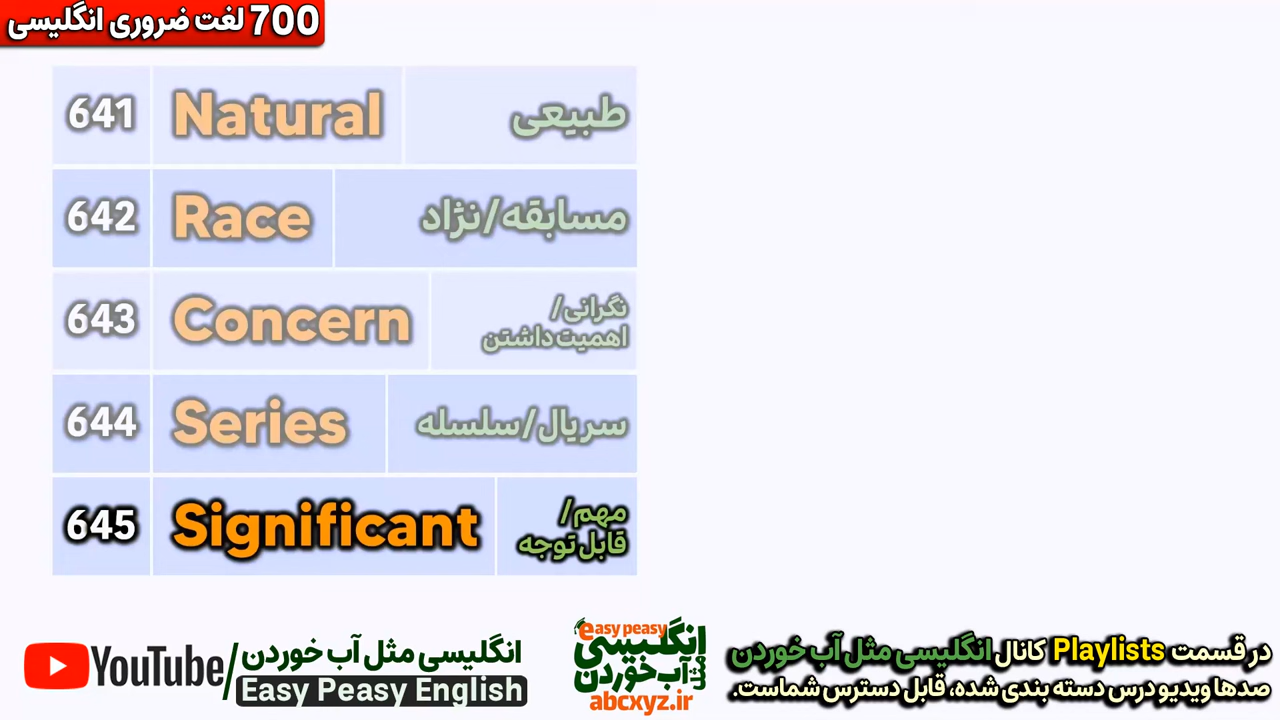 700 لغت ضروری انگلیسی
641 Natural طبیعی
642 Race مسابقه/نژاد
643 Concern نگرانی/
اهمیت داشتن
644 Series سریال/سلسله
645 Significant مهم/
قابل توجه
YouTube/انگلیسی مثل آب خوردن
Easy Peasy English
easy peasy
انگلیسی
مثل آب خوردن
abcxyz.ir
در قسمت Playlists کانال انگلیسی مثل آب خوردن
صدها ویدیو درس دسته بندی شده، قابل دسترس شماست.